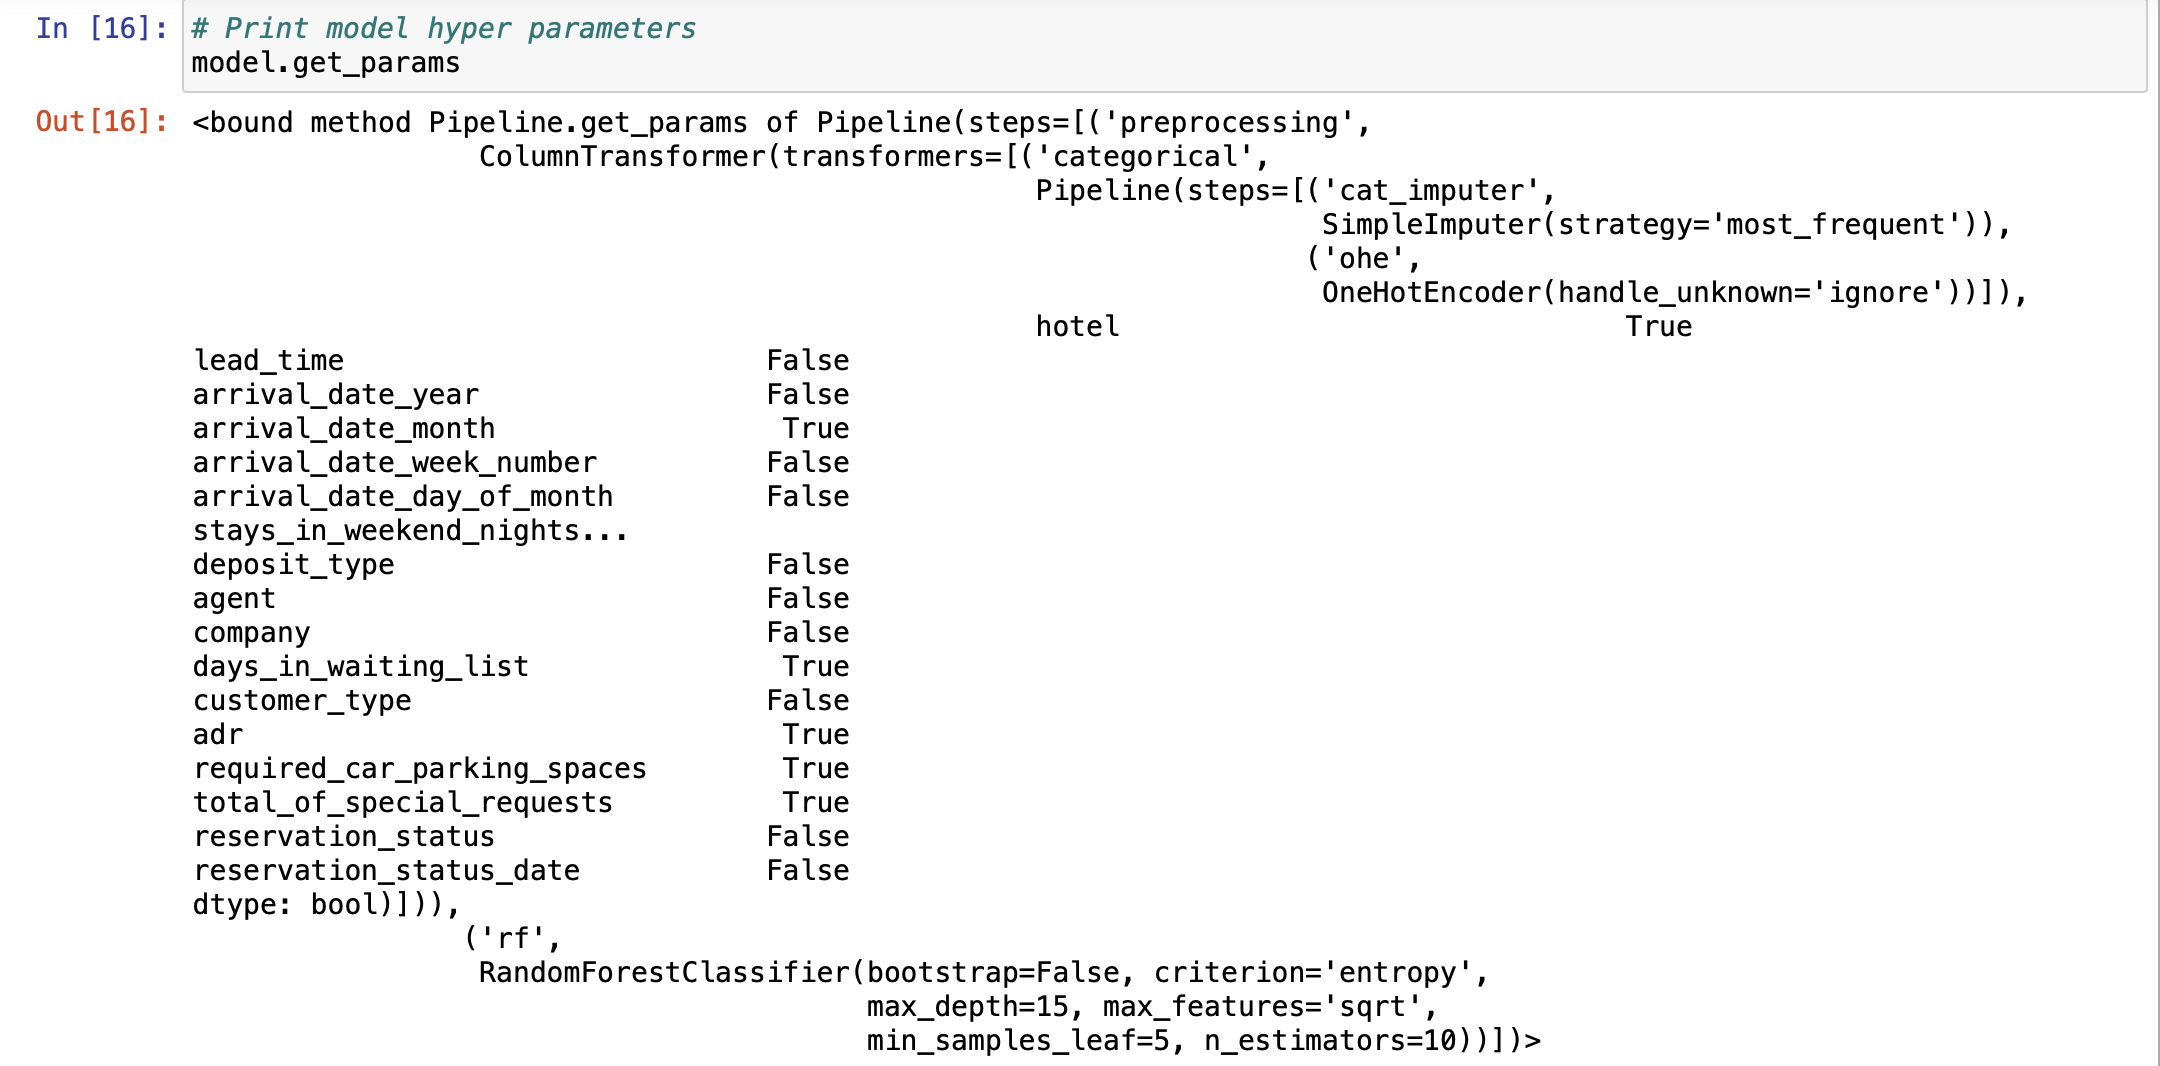 In [16]: # Print model hyper parameters
model.get_params
Out[16]: <bound method Pipeline.get_params of Pipeline(steps=[('preprocessing',
ColumnTransformer(transformers=[('categorical',
Pipeline(steps=[('cat_imputer',
SimpleImputer(strategy='most_frequent')),
('ohe',
OneHotEncoder(handle_unknown='ignore'))]),
hotel True
lead_time False
arrival_date_year False
arrival_date_month True
arrival_date_week_number False
arrival_date_day_of_month False
stays_in_weekend_nights...
deposit_type False
agent False
company False
days_in_waiting_list True
customer_type False
adr True
required_car_parking_spaces True
total_of_special_requests True
reservation_status False
reservation_status_date False
dtype: bool)])),
('rf',
RandomForestClassifier(bootstrap=False, criterion='entropy',
max_depth=15, max_features='sqrt',
min_samples_leaf=5, n_estimators=10))])>